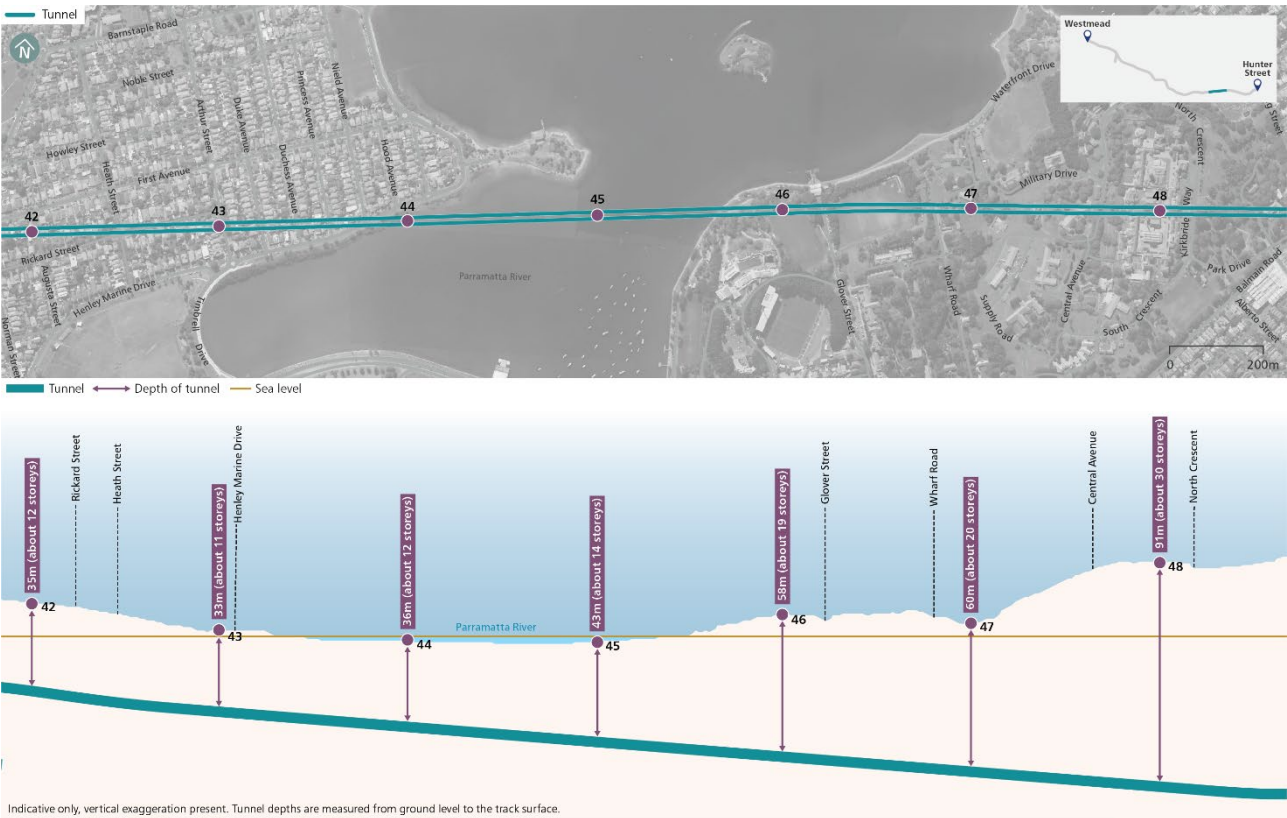 Tunnel
N
Westmead
Hunter
Street
Barnstaple Road
Noble Street
Howley Street
First Avenue
Heath Street
Arthur Street
Duke Avenue
Duchess Avenue
Princess Avenue
Nield Avenue
Hood Avenue
Waterfront Drive
Military Drive
North
Crescent
g Street
42
43
44
45
46
47
48
Rickard Street
Augusta Street
Norman Street
Henley Marine Drive
Timbrell Drive
Parramatta River
Glover Street
Wharf Road
Supply Road
Central Avenue
South Crescent
Kirkbride Way
Park Drive
Balmain Road
Alberto Street
0 200m
Tunnel Depth of tunnel Sea level
35m (about 12 storeys)
Rickard Street
Heath Street
33m (about 11 storeys)
Henley Marine Drive
36m (about 12 storeys)
43m (about 14 storeys)
58m (about 19 storeys)
Glover Street
Wharf Road
60m (about 20 storeys)
Central Avenue
91m (about 30 storeys)
North Crescent
Parramatta River
42
43
44
45
46
47
48
Indicative only, vertical exaggeration present. Tunnel depths are measured from ground level to the track surface.